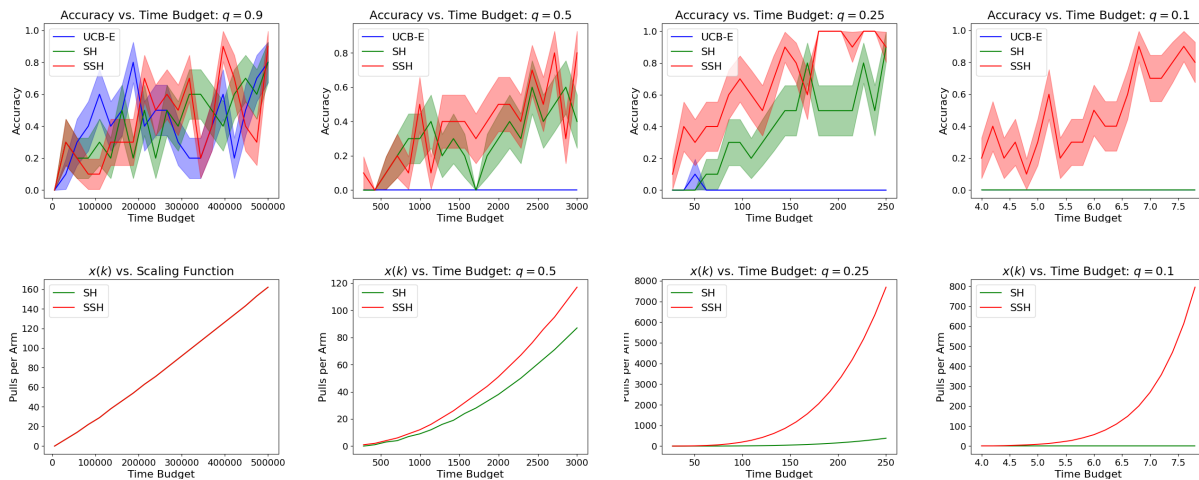 Accuracy vs. Time Budget: q = 0.9
1.0
0.8
0.6
0.4
0.2
0.0
Accuracy
UCB-E
SH
SSH
0 100000 200000 300000 400000 500000
Time Budget
Accuracy vs. Time Budget: q = 0.5
0.8
0.6
0.4
0.2
0.0
Accuracy
UCB-E
SH
SSH
500 1000 1500 2000 2500 3000
Time Budget
Accuracy vs. Time Budget: q = 0.25
1.0
0.8
0.6
0.4
0.2
0.0
Accuracy
UCB-E
SH
SSH
50 100 150 200 250
Time Budget
Accuracy vs. Time Budget: q = 0.1
1.0
0.8
0.6
0.4
0.2
0.0
Accuracy
UCB-E
SH
SSH
4.0 4.5 5.0 5.5 6.0 6.5 7.0 7.5
Time Budget
x(k) vs. Scaling Function
160
140
120
100
80
60
40
20
0
Pulls per Arm
SH
SSH
0 100000 200000 300000 400000 500000
Time Budget
x(k) vs. Time Budget: q = 0.5
120
100
80
60
40
20
0
Pulls per Arm
SH
SSH
500 1000 1500 2000 2500 3000
Time Budget
x(k) vs. Time Budget: q = 0.25
8000
7000
6000
5000
4000
3000
2000
1000
0
Pulls per Arm
SH
SSH
50 100 150 200 250
Time Budget
x(k) vs. Time Budget: q = 0.1
800
700
600
500
400
300
200
100
0
Pulls per Arm
SH
SSH
4.0 4.5 5.0 5.5 6.0 6.5 7.0 7.5
Time Budget